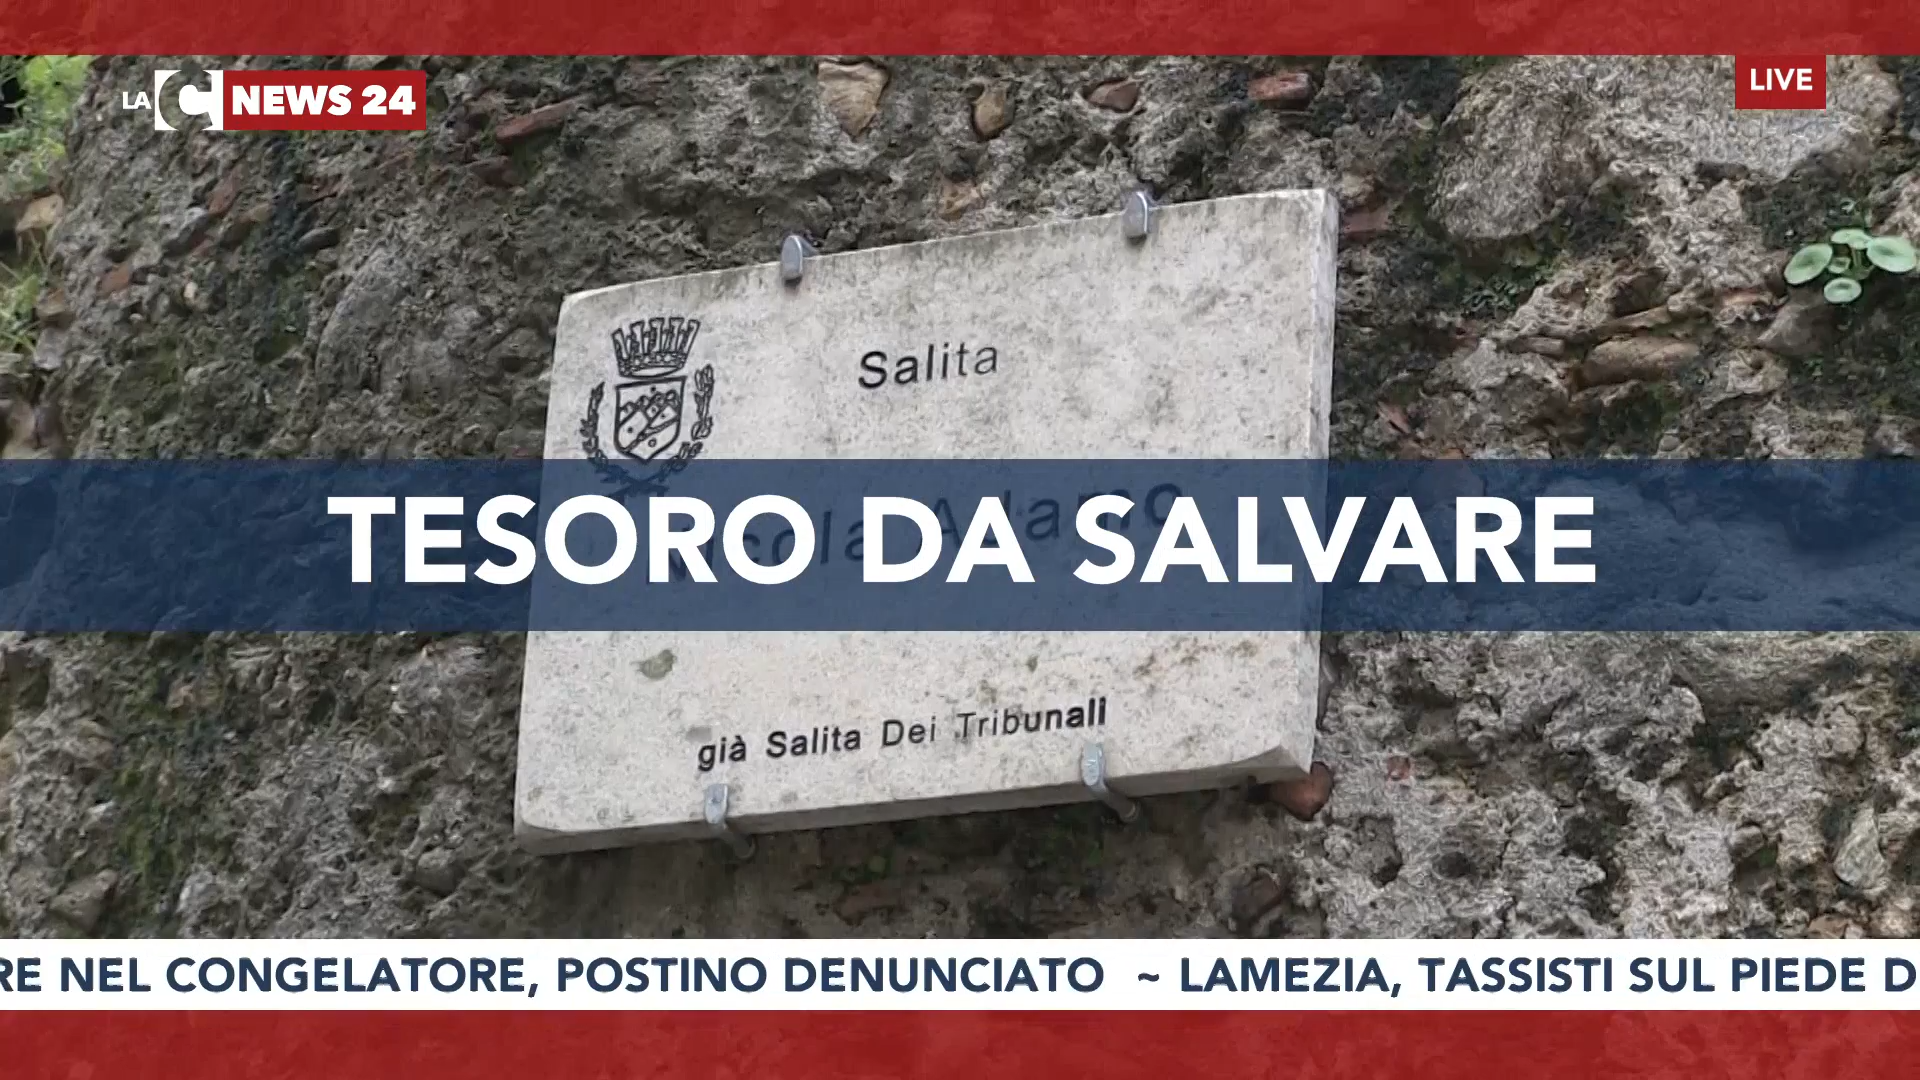 LA C NEWS 24
LIVE
Salita
TESORO DA SALVARE
già Salita Dei Tribunali
RE NEL CONGELATORE, POSTINO DENUNCIATO ~ LAMEZIA, TASSISTI SUL PIEDE D